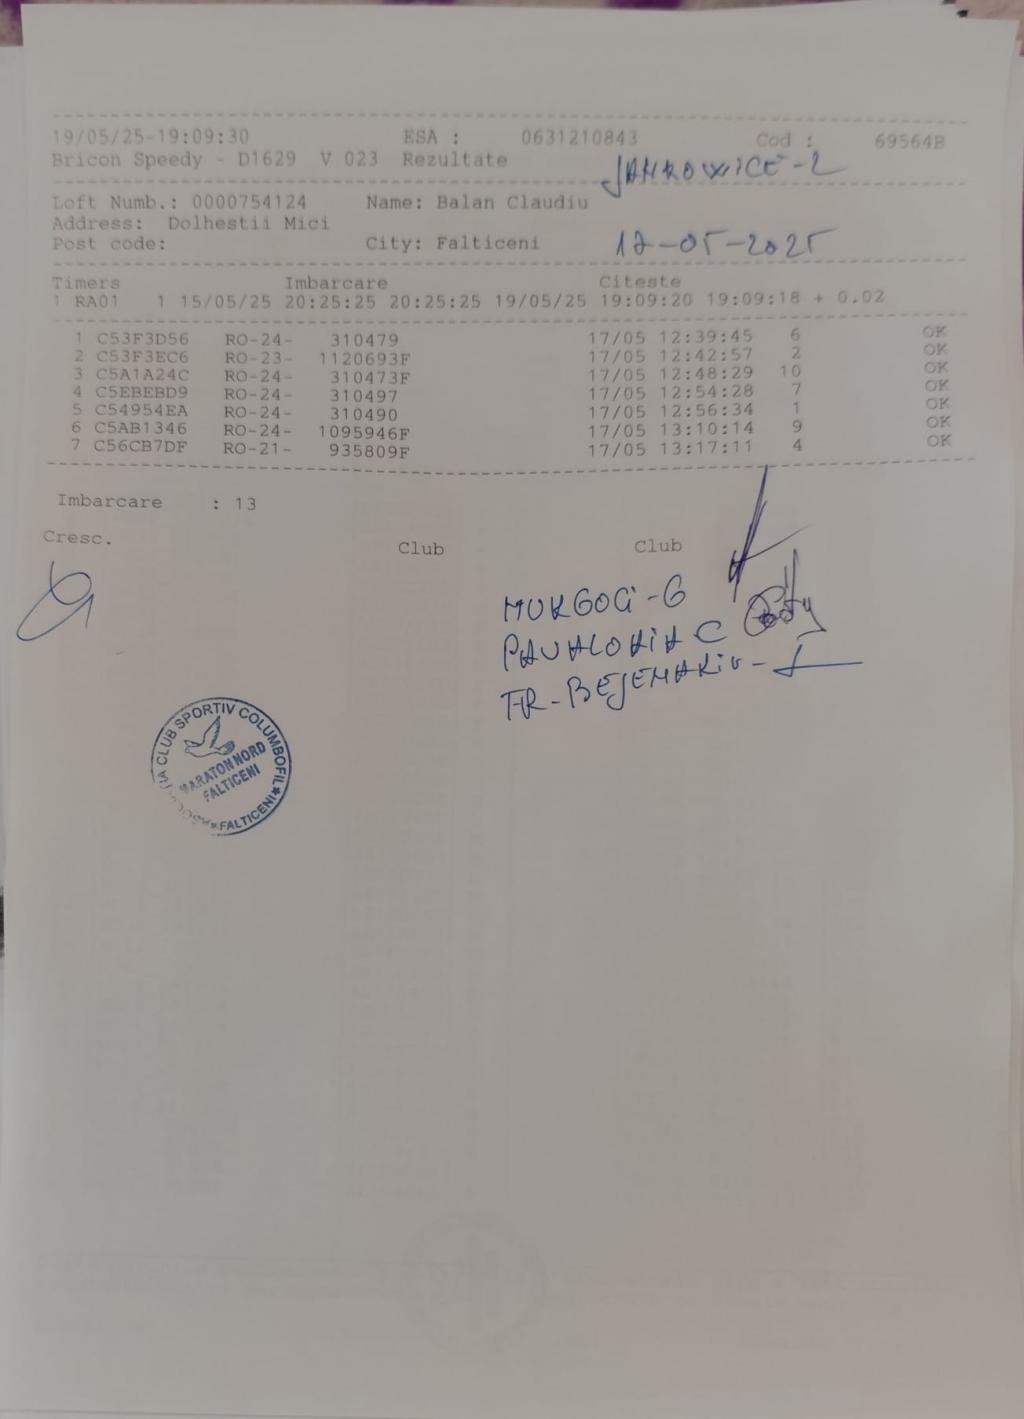 19/05/25-19:09:30 ESA : 0631210843 Cod : 69564B
Bricon Speedy - D1629 V 023 Rezultate
JANKOWICE-2
Loft Numb.: 0000754124 Name: Balan Claudiu
Address: Dolhestii Mici
Post code: City: Falticeni
17-05-2025
Timers Imbarcare Citeste
1 RA01 1 15/05/25 20:25:25 20:25:25 19/05/25 19:09:20 19:09:18 + 0.02
1 C53F3D56 RO-24- 310479 17/05 12:39:45 6 OK
2 C53F3EC6 RO-23- 1120693F 17/05 12:42:57 2 OK
3 C5A1A24C RO-24- 310473F 17/05 12:48:29 10 OK
4 C5EBEBD9 RO-24- 310497 17/05 12:54:28 7 OK
5 C54954EA RO-24- 310490 17/05 12:56:34 1 OK
6 C5AB1346 RO-24- 1095946F 17/05 13:10:14 9 OK
7 C56CB7DF RO-21- 935809F 17/05 13:17:11 4 OK
Imbarcare : 13
Cresc. Club Club
MURGOCI-G
C
CLUB SPORTIV COLUMBOFIL
MARATON NORD
FALTICENI
FALTICENI